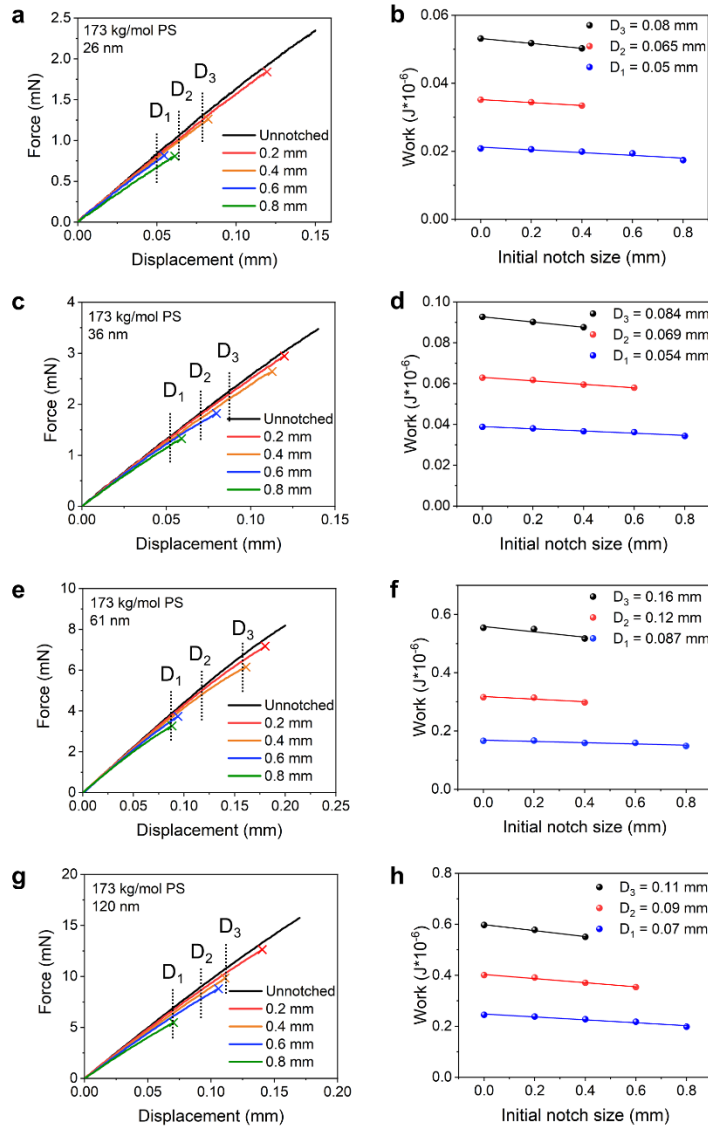 a
173 kg/mol PS
26 nm
D1
D2
D3
Unnotched
0.2 mm
0.4 mm
0.6 mm
0.8 mm
Force (mN)
2.5
2.0
1.5
1.0
0.5
0.0
0.00 0.05 0.10 0.15
Displacement (mm)
b
D3 = 0.08 mm
D2 = 0.065 mm
D1 = 0.05 mm
Work (J*10-6)
0.06
0.04
0.02
0.00
0.0 0.2 0.4 0.6 0.8
Initial notch size (mm)
c
173 kg/mol PS
36 nm
D1
D2
D3
Unnotched
0.2 mm
0.4 mm
0.6 mm
0.8 mm
Force (mN)
4
3
2
1
0
0.00 0.05 0.10 0.15
Displacement (mm)
d
D3 = 0.084 mm
D2 = 0.069 mm
D1 = 0.054 mm
Work (J*10-6)
0.10
0.08
0.06
0.04
0.02
0.00
0.0 0.2 0.4 0.6 0.8
Initial notch size (mm)
e
173 kg/mol PS
61 nm
D1
D2
D3
Unnotched
0.2 mm
0.4 mm
0.6 mm
0.8 mm
Force (mN)
10
8
6
4
2
0
0.00 0.05 0.10 0.15 0.20 0.25
Displacement (mm)
f
D3 = 0.16 mm
D2 = 0.12 mm
D1 = 0.087 mm
Work (J*10-6)
0.6
0.4
0.2
0.0
0.0 0.2 0.4 0.6 0.8
Initial notch size (mm)
g
173 kg/mol PS
120 nm
D1
D2
D3
Unnotched
0.2 mm
0.4 mm
0.6 mm
0.8 mm
Force (mN)
20
15
10
5
0
0.00 0.05 0.10 0.15 0.20
Displacement (mm)
h
D3 = 0.11 mm
D2 = 0.09 mm
D1 = 0.07 mm
Work (J*10-6)
0.8
0.6
0.4
0.2
0.0
0.0 0.2 0.4 0.6 0.8
Initial notch size (mm)